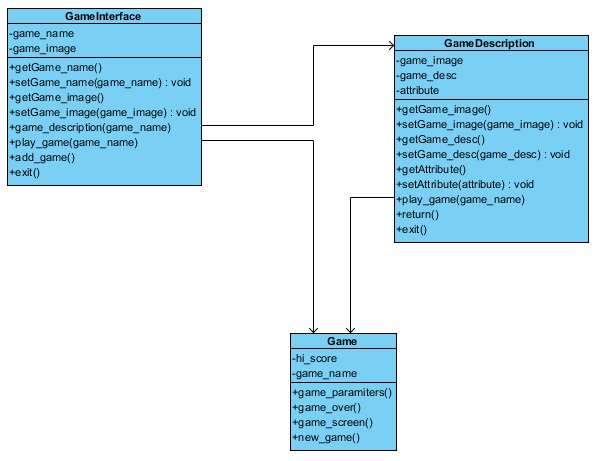 GameInterface
-game_name
-game_image
+getGame_name()
+setGame_name(game_name) : void
+getGame_image()
+setGame_image(game_image) : void
+game_description(game_name)
+play_game(game_name)
+add_game()
+exit()
GameDescription
-game_image
-game_desc
-attribute
+getGame_image()
+setGame_image(game_image) : void
+getGame_desc()
+setGame_desc(game_desc) : void
+getAttribute()
+setAttribute(attribute) : void
+play_game(game_name)
+return()
+exit()
Game
-hi_score
-game_name
+game_paramiters()
+game_over()
+game_screen()
+new_game()